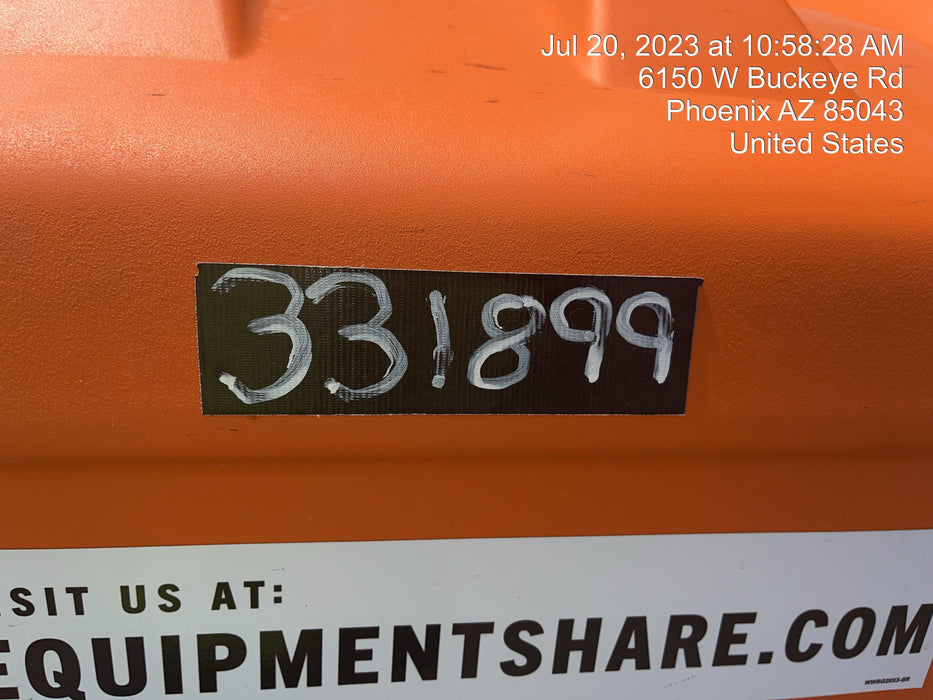 Jul 20, 2023 at 10:58:28 AM
6150 W Buckeye Rd
Phoenix AZ 85043
United States
331899
ISIT US AT:
EQUIPMENTSHARE.COM